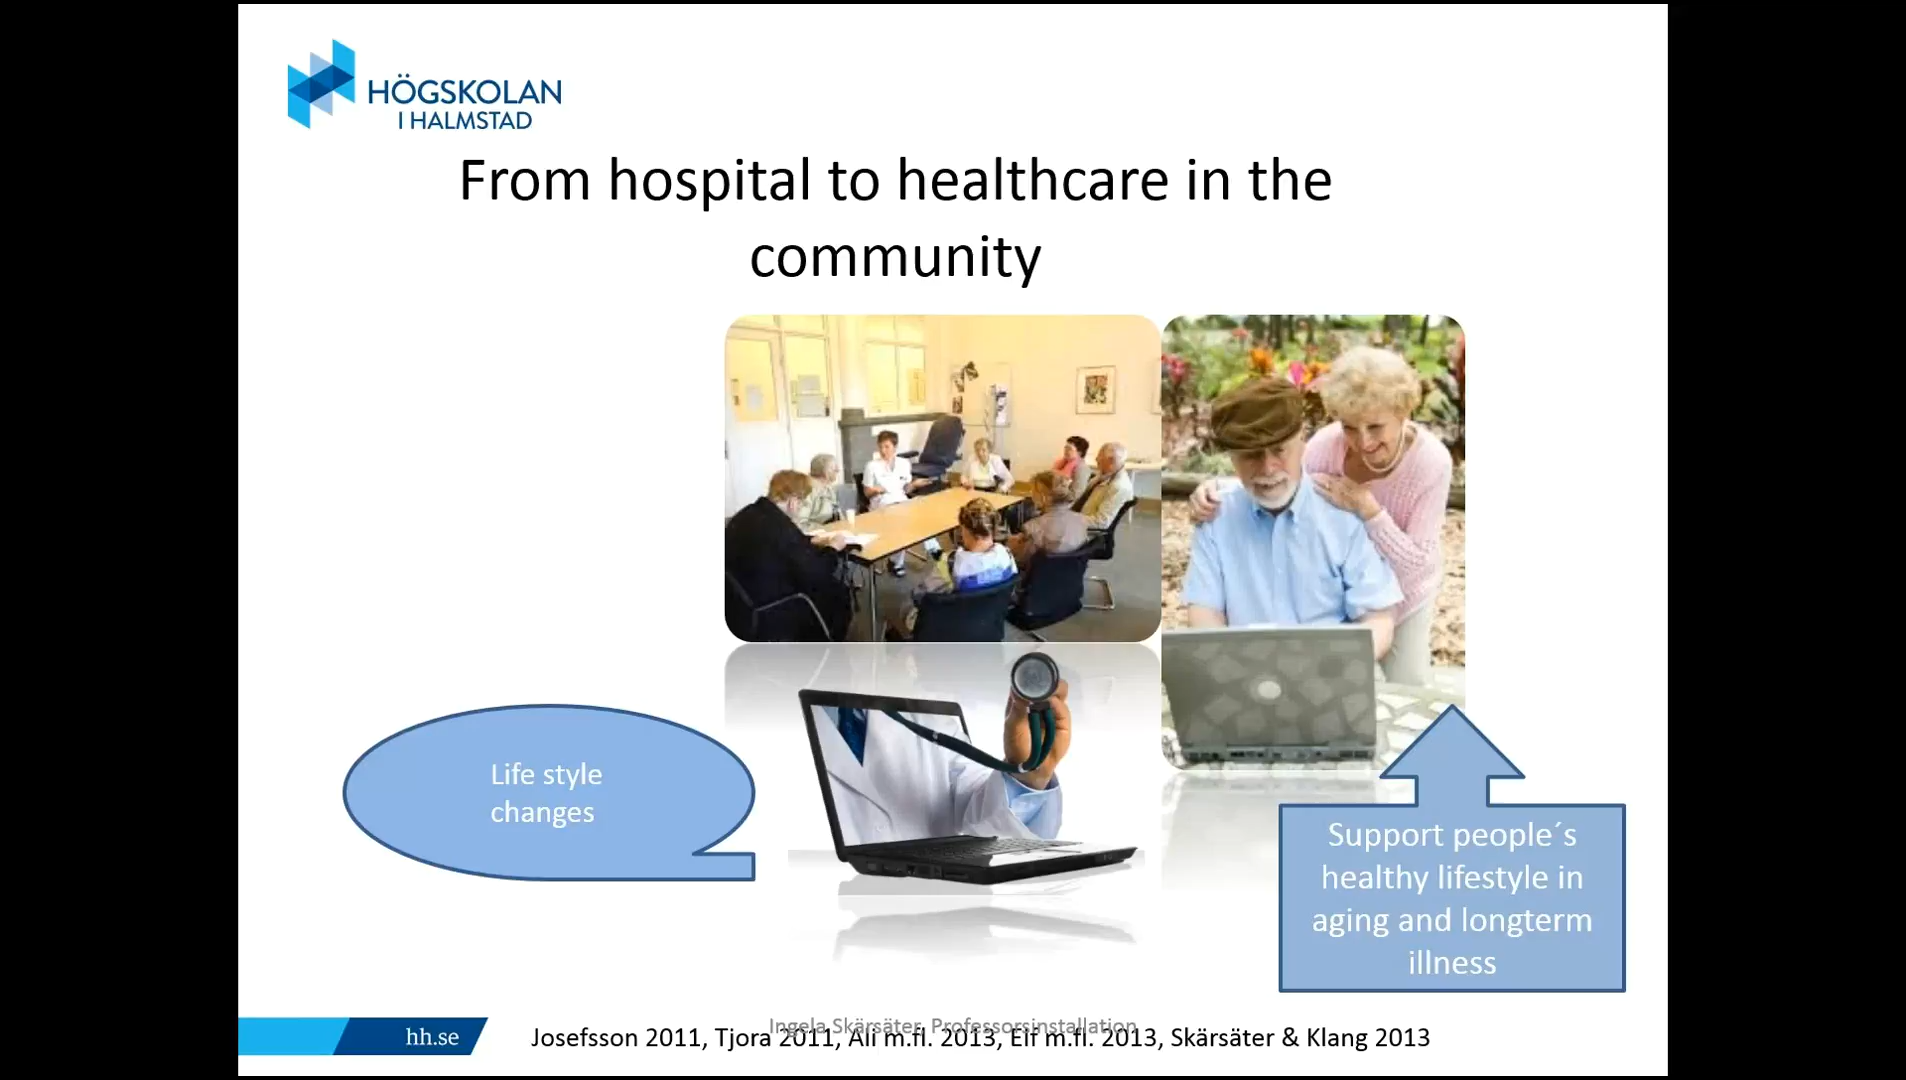 HÖGSKOLAN
I HALMSTAD
From hospital to healthcare in the
community
Life style
changes
Support people´s
healthy lifestyle in
aging and longterm
illness
hh.se
Ingela Skärsäter, Professorsinstallation
Josefsson 2011, Tjora 2011, Ali m.fl. 2013, Elf m.fl. 2013, Skärsäter & Klang 2013